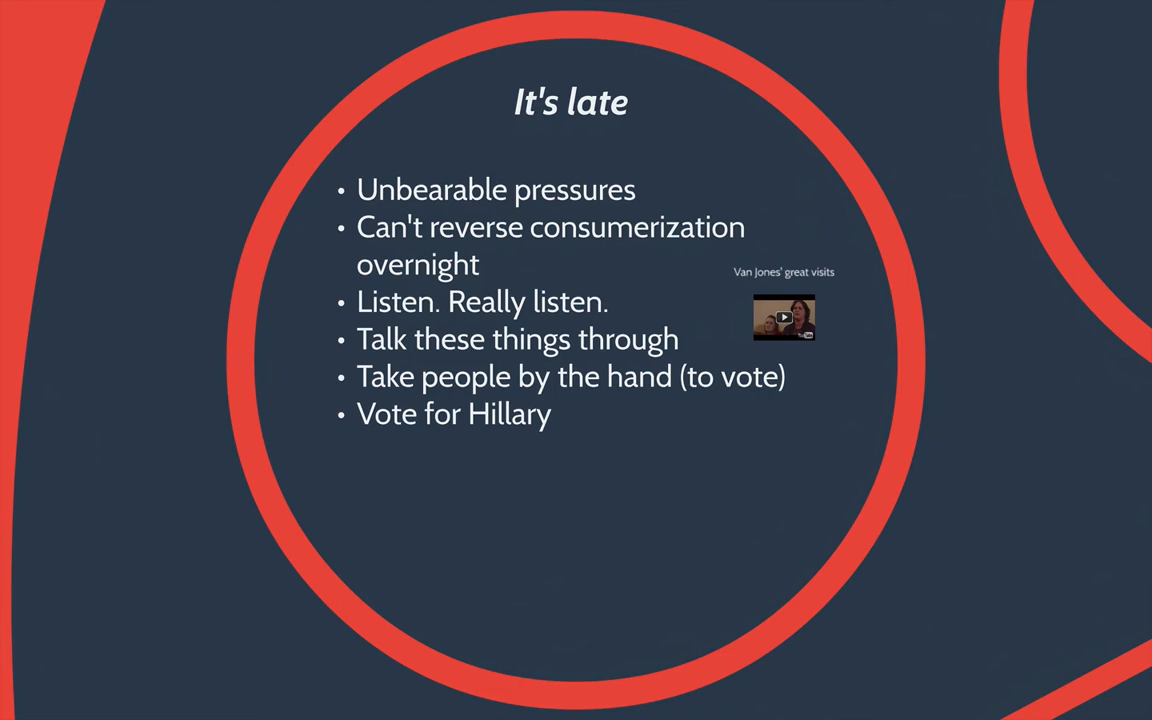 It's late
• Unbearable pressures
• Can't reverse consumerization
overnight
• Listen. Really listen.
• Talk these things through
• Take people by the hand (to vote)
• Vote for Hillary
Van Jones' great visits
YouTube